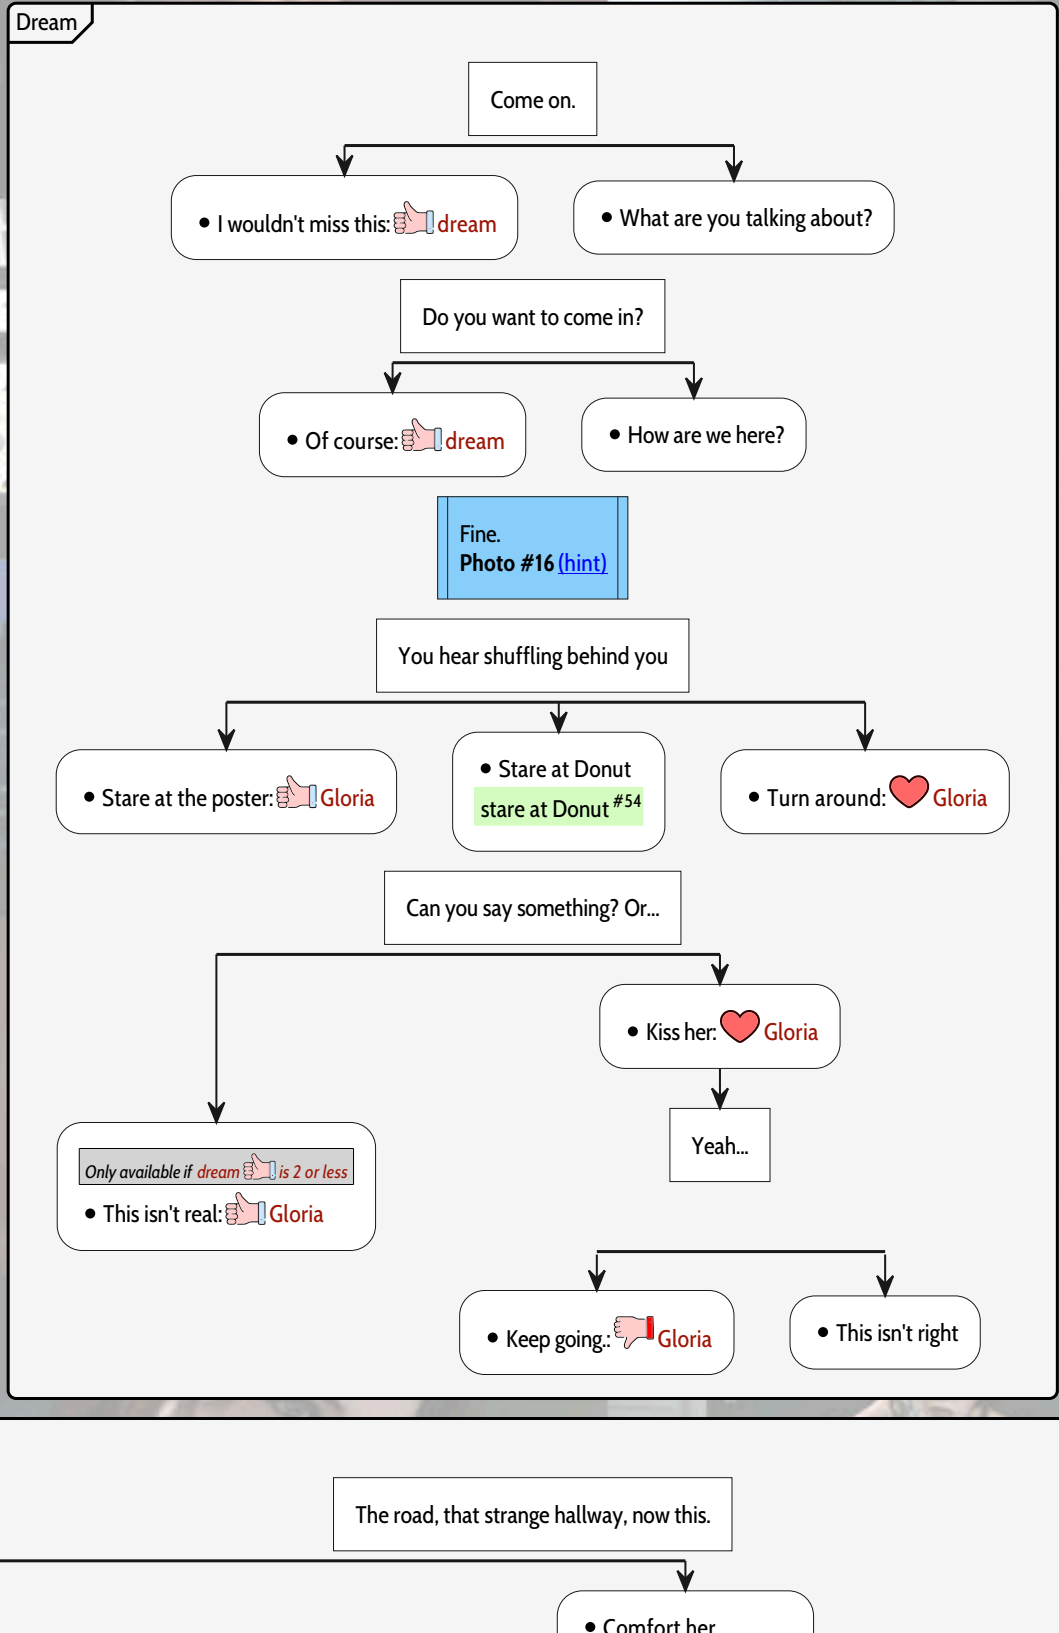 Dream
Come on.
• I wouldn't miss this: dream
• What are you talking about?
Do you want to come in?
• Of course: dream
• How are we here?
Fine.
Photo #16 (hint)
You hear shuffling behind you
• Stare at the poster: Gloria
• Stare at Donut
stare at Donut #54
• Turn around: Gloria
Can you say something? Or...
• Kiss her: Gloria
Yeah...
Only available if dream is 2 or less
• This isn't real: Gloria
• Keep going.: Gloria
• This isn't right
The road, that strange hallway, now this.
• Comfort her